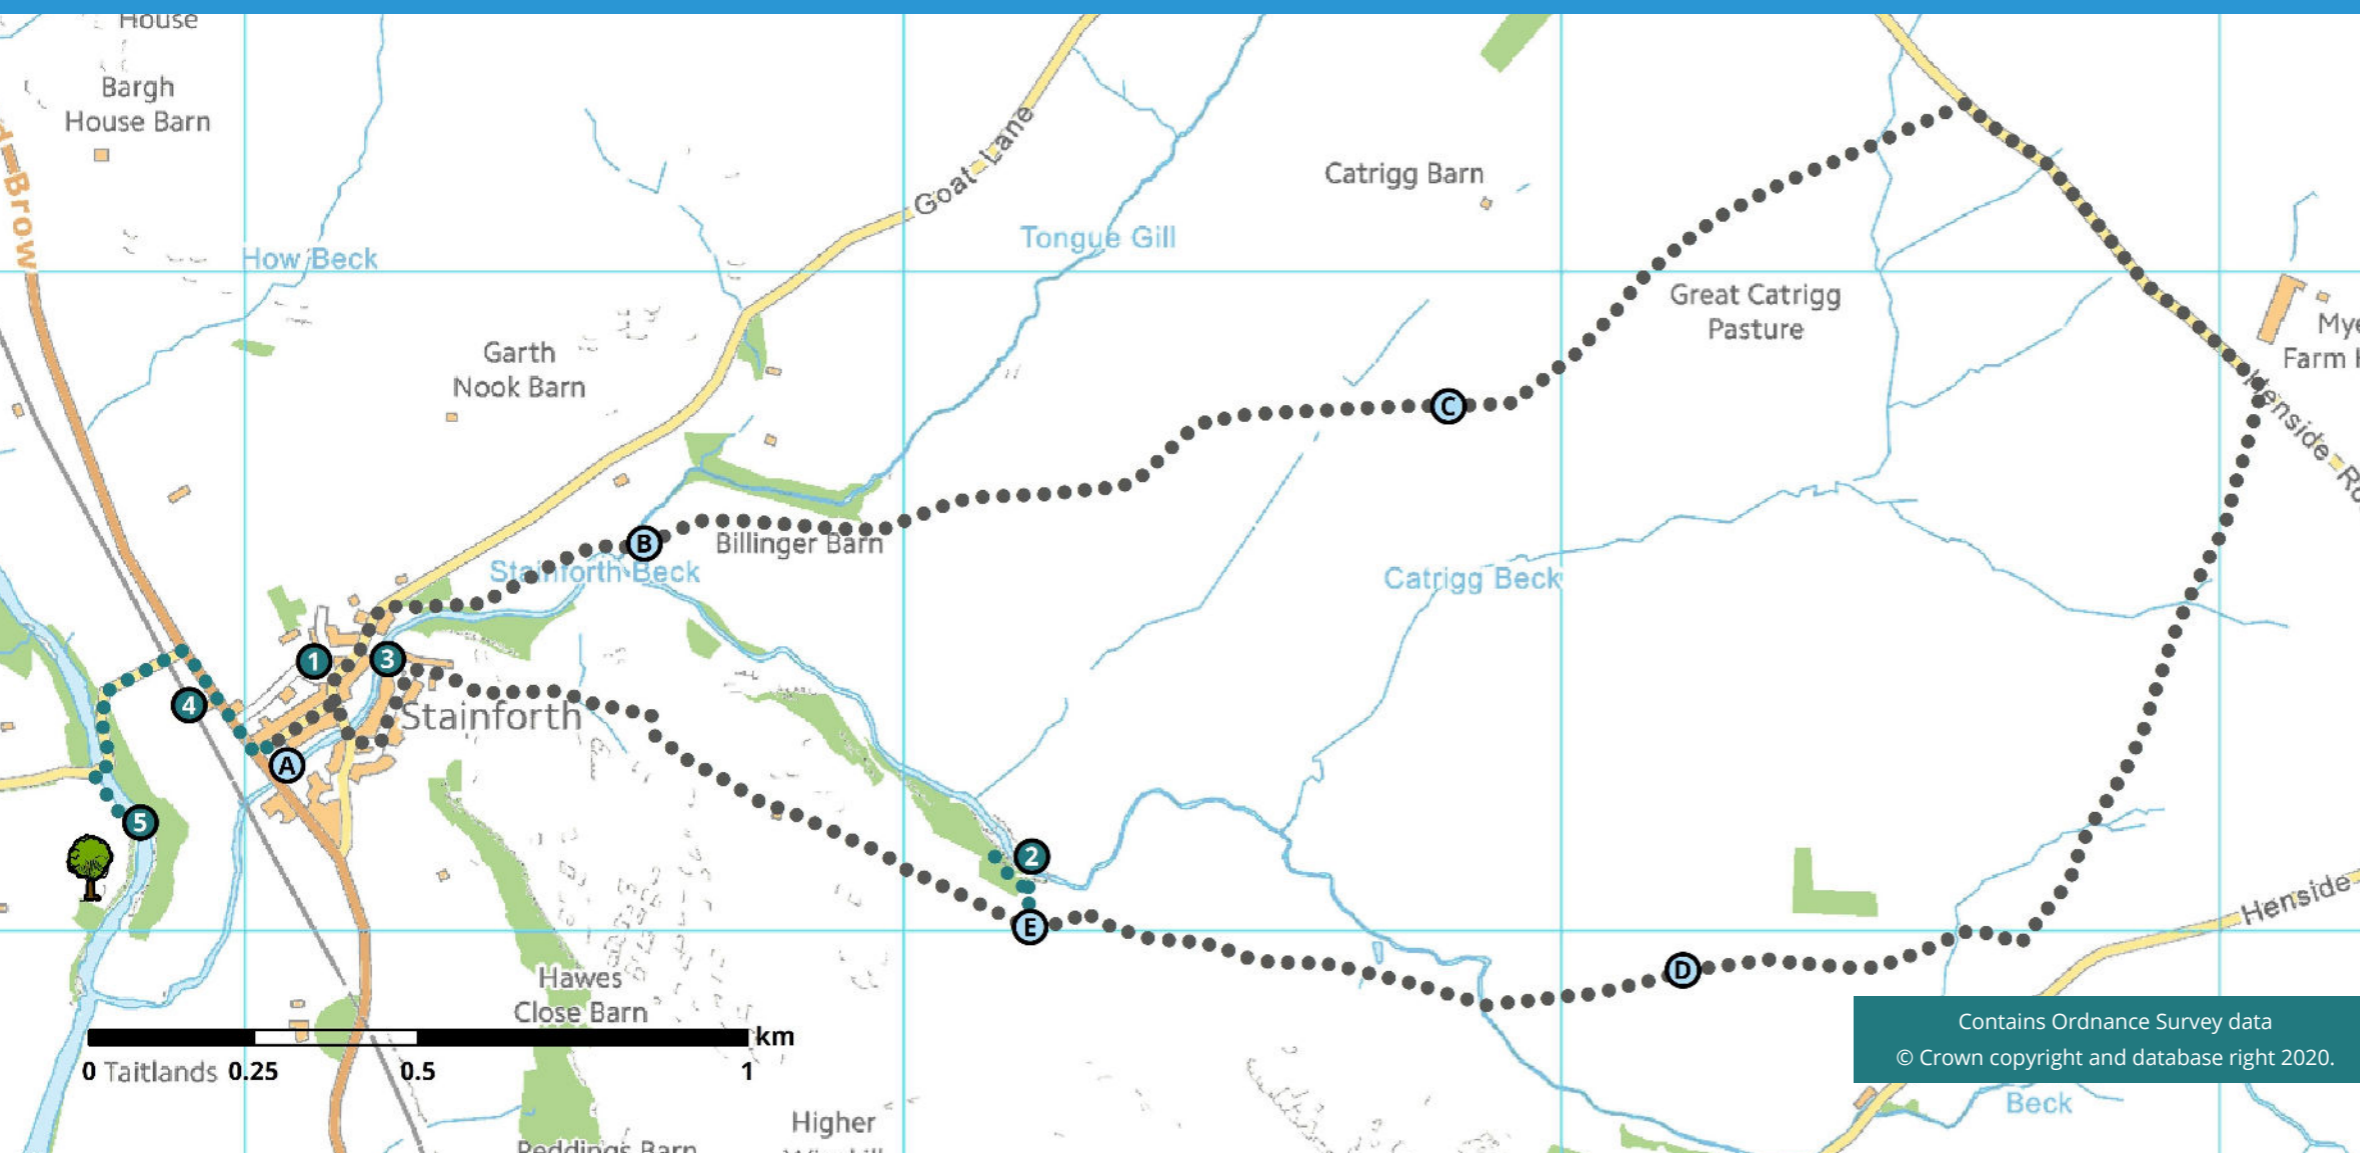 House
Bargh
House Barn
Brow
How Beck
Goat Lane
Tongue Gill
Catrigg Barn
Great Catrigg
Pasture
Garth
Nook Barn
Farm
Henside
C
B
Billinger Barn
Stainforth Beck
Catrigg Beck
1
3
4
Stainforth
A
5
2
E
D
Henside
Hawes
Close Barn
km
0 Taitlands 0.25 0.5 1
Contains Ordnance Survey data
© Crown copyright and database right 2020.
Beck
Higher